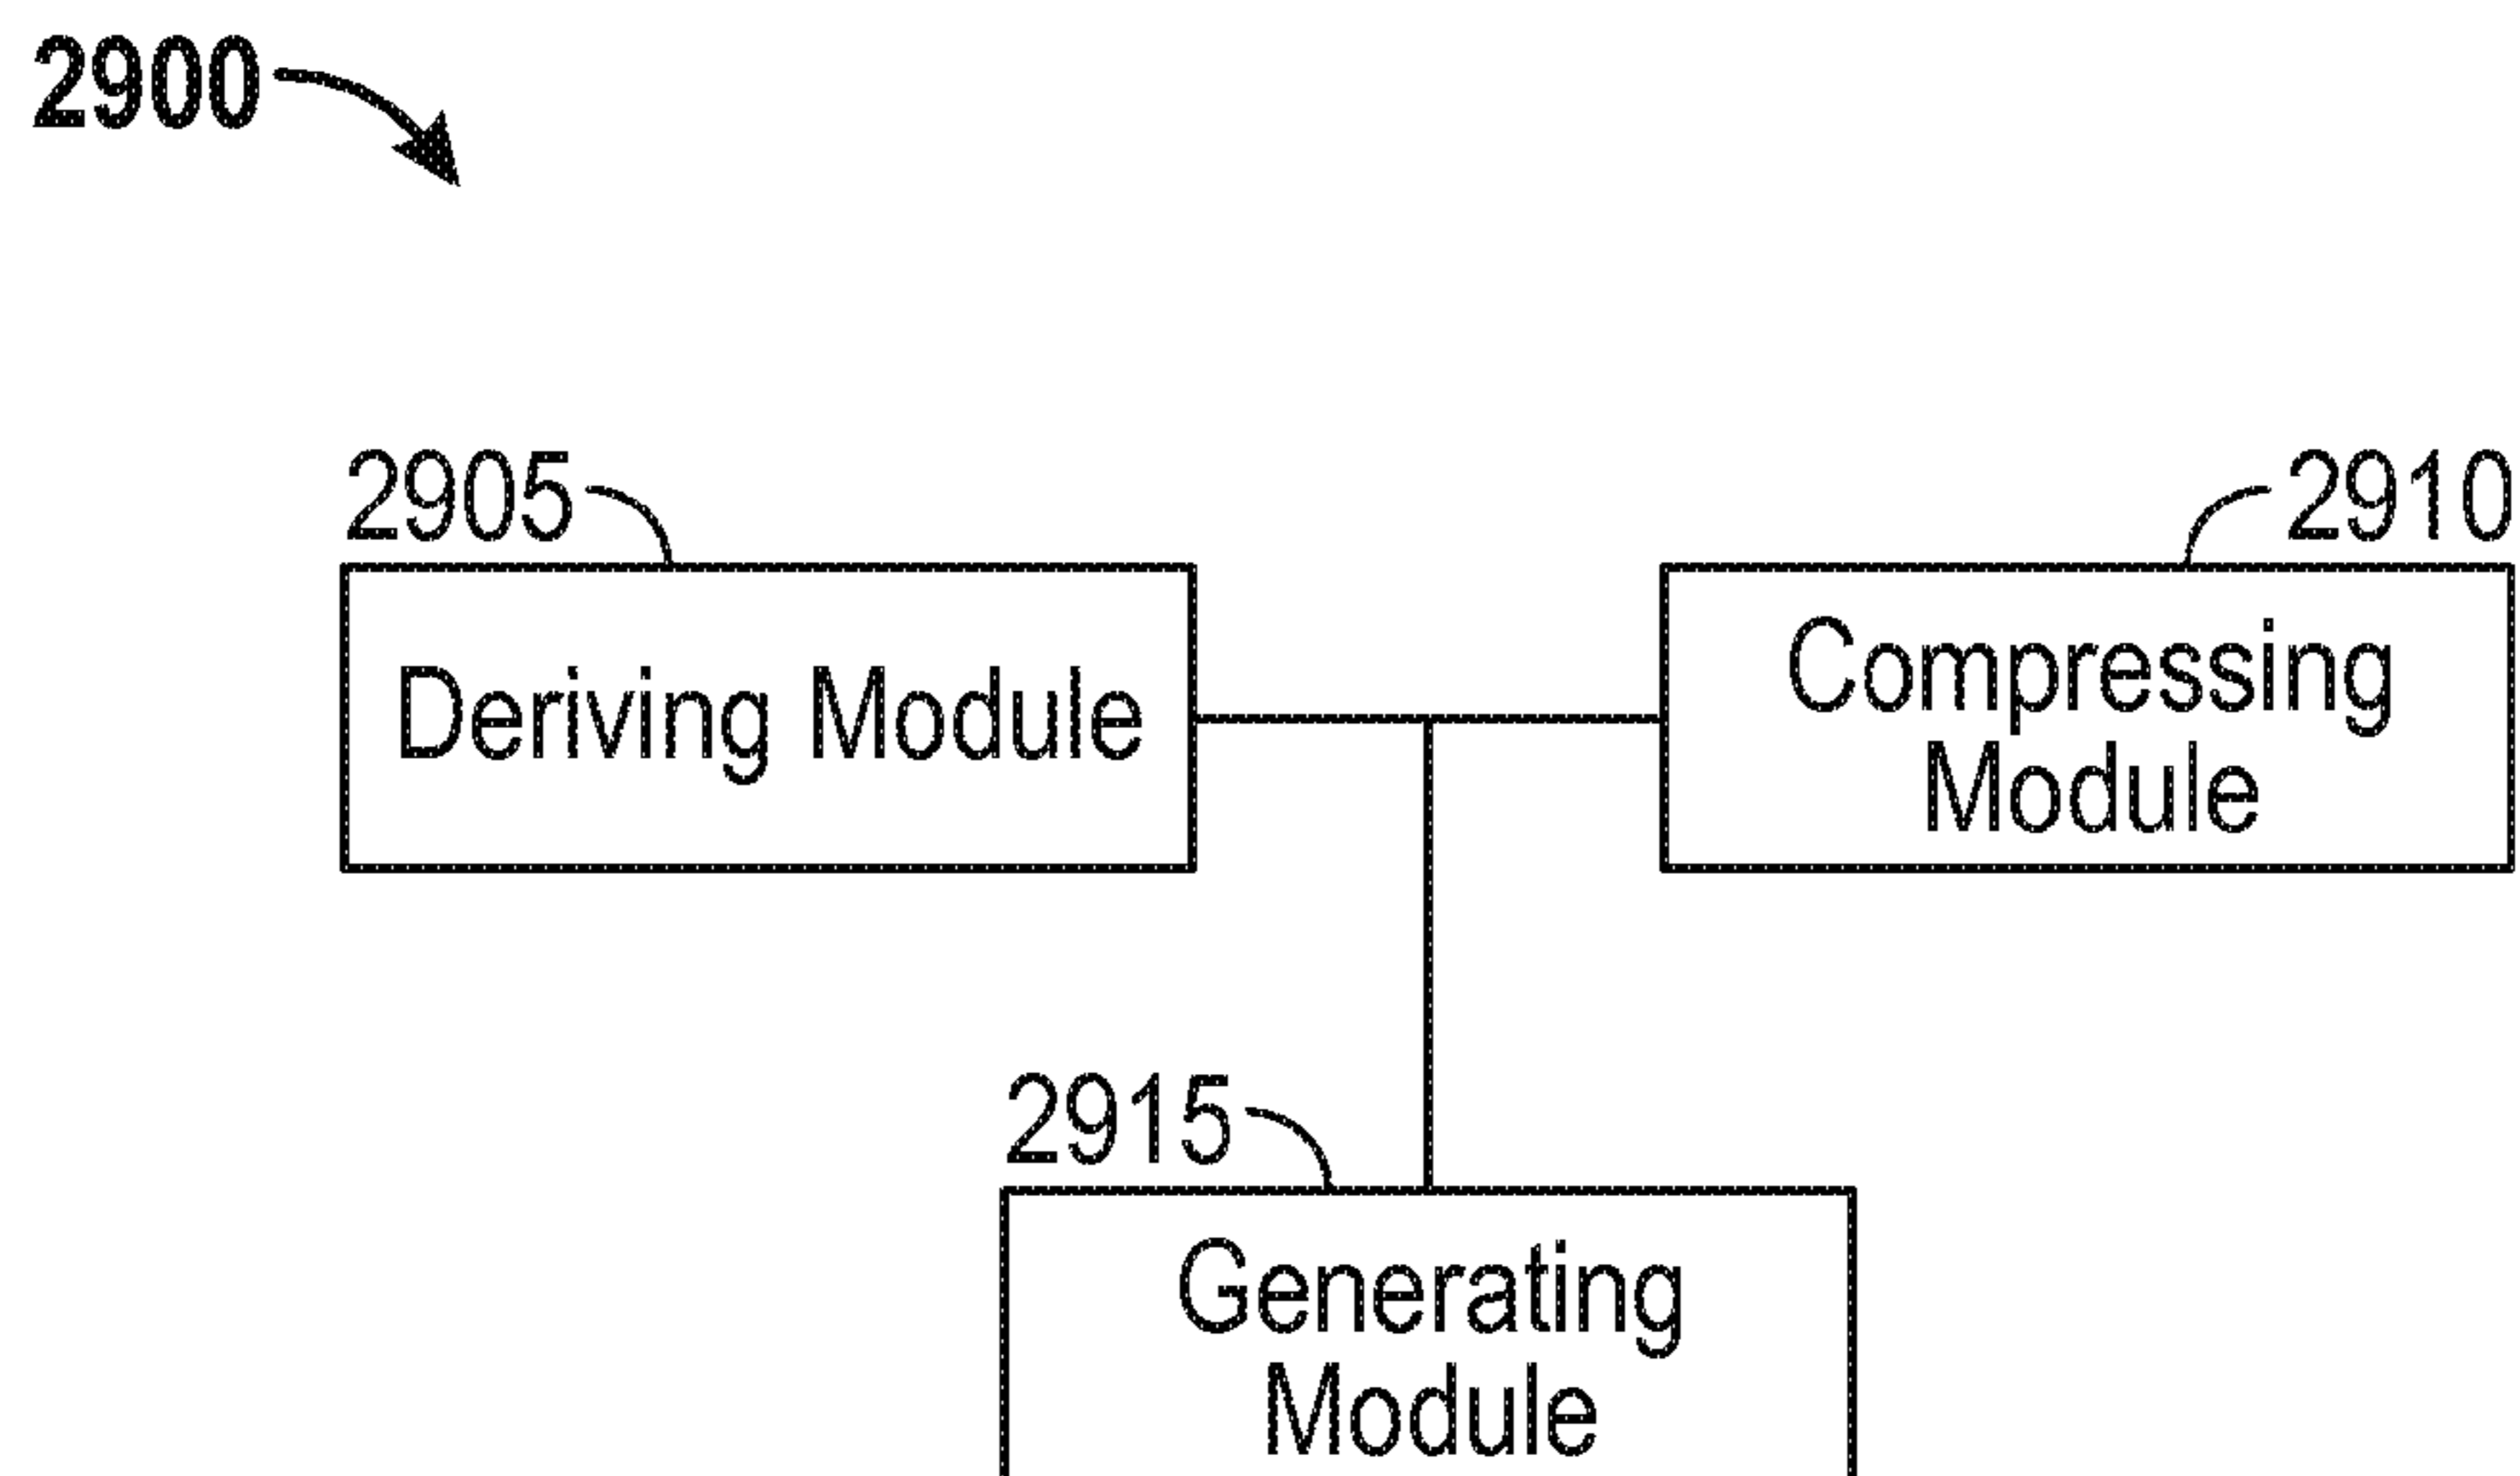 2900
2905
2910
Deriving Module
Compressing
Module
2915
Generating
Module